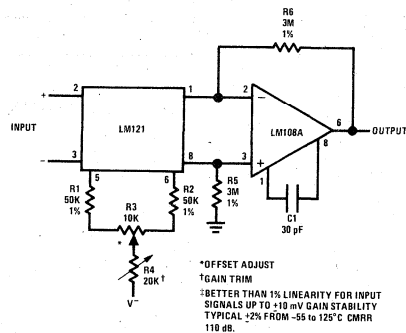 R6
3M
1%
2
1
2
6
+
−
LM121
LM108A
OUTPUT
INPUT
−
+
3
8
3
8
5
6
1
R1
50K
1%
R2
50K
1%
R5
3M
1%
R3
10K
*
C1
30 pF
R4
20K†
V−
*OFFSET ADJUST
†GAIN TRIM
‡BETTER THAN 1% LINEARITY FOR INPUT
SIGNALS UP TO ±10 mV GAIN STABILITY
TYPICAL ±2% FROM −55 to 125°C CMRR
110 dB.